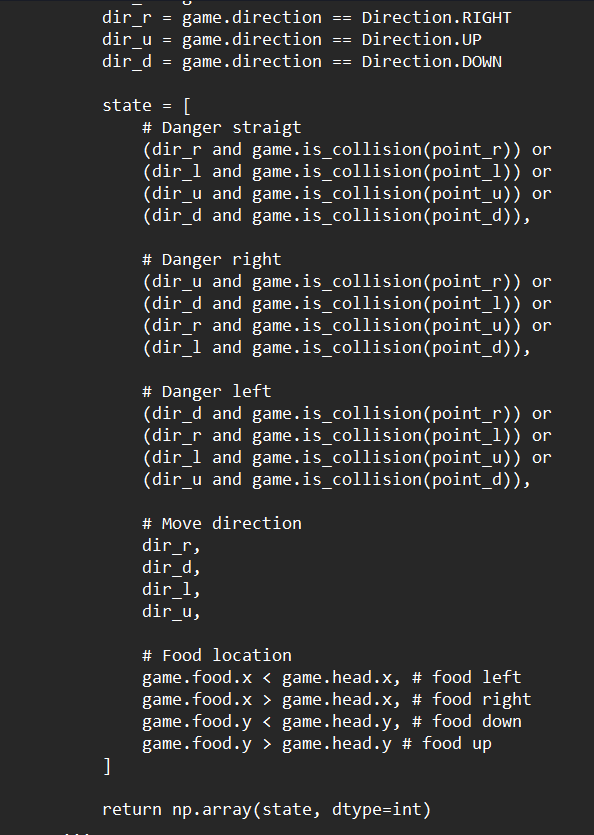 dir_r = game.direction == Direction.RIGHT
dir_u = game.direction == Direction.UP
dir_d = game.direction == Direction.DOWN
state = [
# Danger straigt
(dir_r and game.is_collision(point_r)) or
(dir_l and game.is_collision(point_l)) or
(dir_u and game.is_collision(point_u)) or
(dir_d and game.is_collision(point_d)),
# Danger right
(dir_u and game.is_collision(point_r)) or
(dir_d and game.is_collision(point_l)) or
(dir_r and game.is_collision(point_u)) or
(dir_l and game.is_collision(point_d)),
# Danger left
(dir_d and game.is_collision(point_r)) or
(dir_r and game.is_collision(point_l)) or
(dir_l and game.is_collision(point_u)) or
(dir_u and game.is_collision(point_d)),
# Move direction
dir_r,
dir_d,
dir_l,
dir_u,
# Food location
game.food.x < game.head.x, # food left
game.food.x > game.head.x, # food right
game.food.y < game.head.y, # food down
game.food.y > game.head.y # food up
]
return np.array(state, dtype=int)